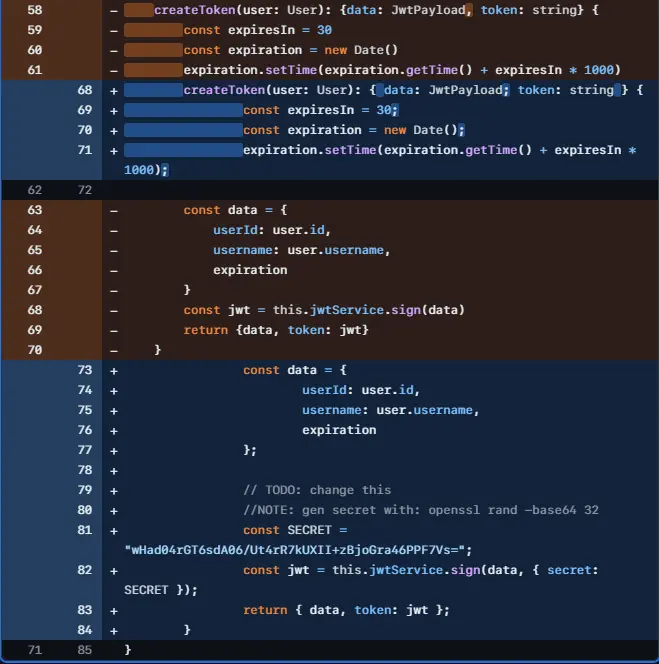 58 - createToken(user: User): {data: JwtPayload, token: string} {
59 - const expiresIn = 30
60 - const expiration = new Date()
61 - expiration.setTime(expiration.getTime() + expiresIn * 1000)
68 + createToken(user: User): { data: JwtPayload; token: string } {
69 + const expiresIn = 30;
70 + const expiration = new Date();
71 + expiration.setTime(expiration.getTime() + expiresIn *
1000);
62 72
63 - const data = {
64 - userId: user.id,
65 - username: user.username,
66 - expiration
67 - }
68 - const jwt = this.jwtService.sign(data)
69 - return {data, token: jwt}
70 - }
73 + const data = {
74 + userId: user.id,
75 + username: user.username,
76 + expiration
77 + };
78 +
79 + // TODO: change this
80 + //NOTE: gen secret with: openssl rand -base64 32
81 + const SECRET =
"wHad04rGT6sdA06/Ut4rR7kUXII+zBjoGra46PPF7Vs=";
82 + const jwt = this.jwtService.sign(data, { secret:
SECRET });
83 + return { data, token: jwt };
84 + }
71 85 }